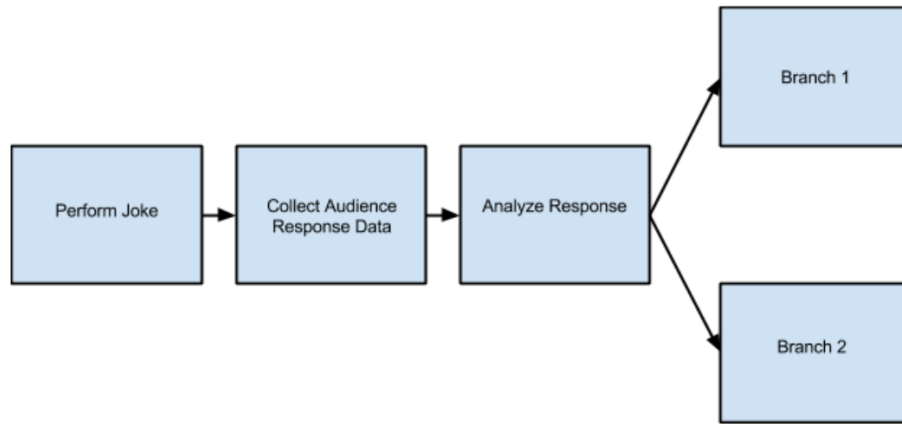 Perform Joke
Collect Audience
Response Data
Analyze Response
Branch 1
Branch 2